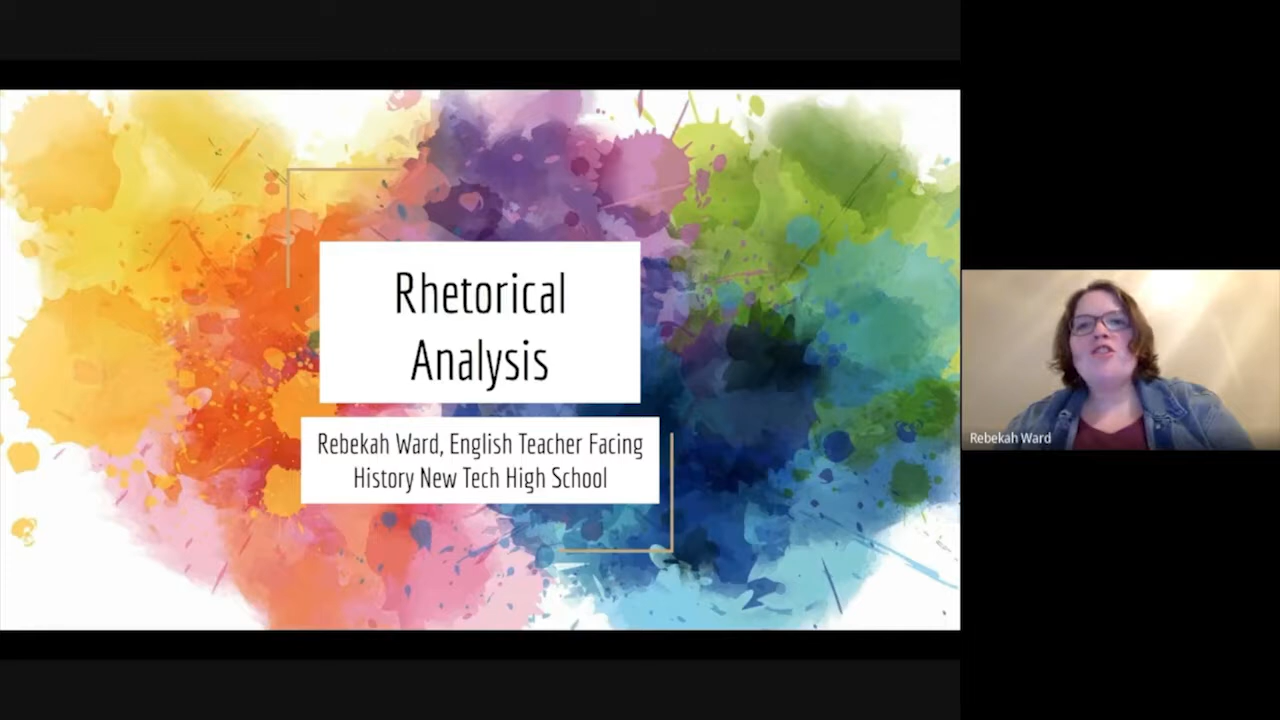 Rhetorical
Analysis
Rebekah Ward, English Teacher Facing
History New Tech High School
Rebekah Ward